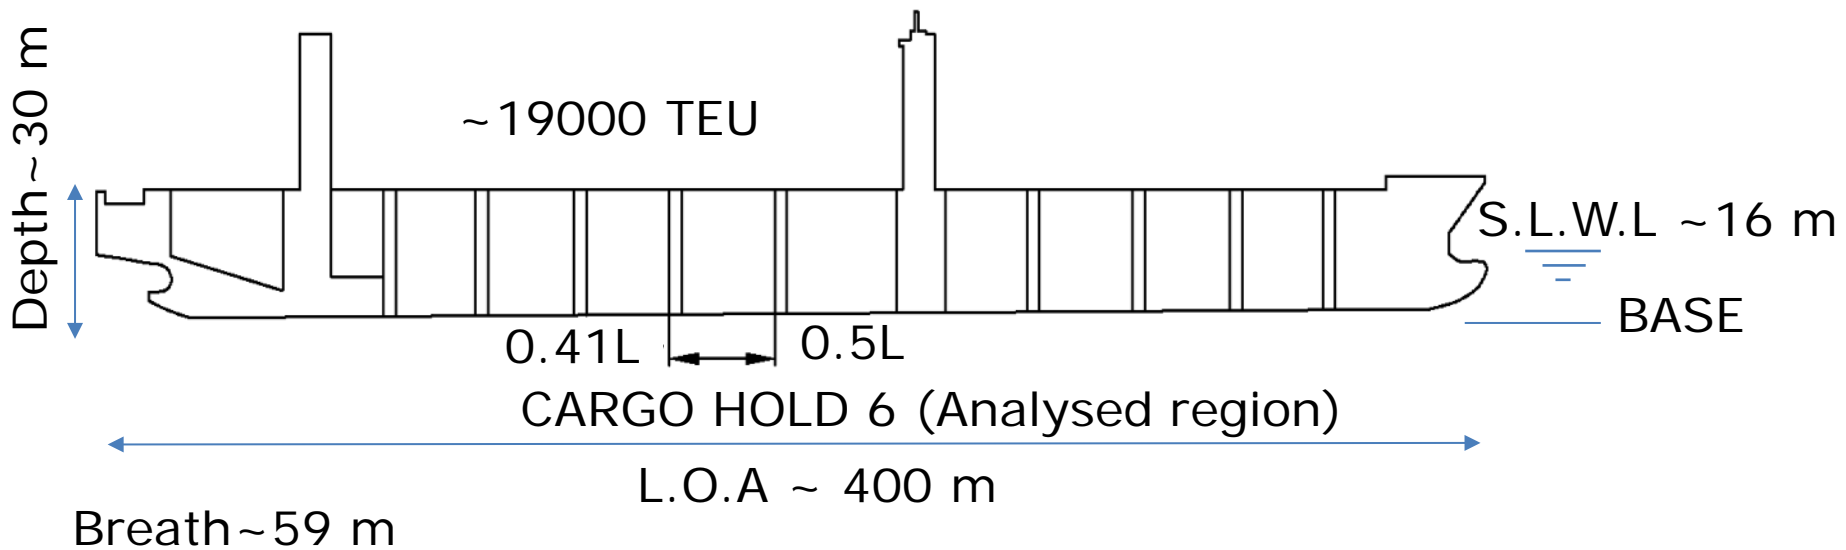 Depth~30 m
~19000 TEU
S.L.W.L ~16 m
BASE
0.41L
0.5L
CARGO HOLD 6 (Analysed region)
L.O.A ~ 400 m
Breath~59 m